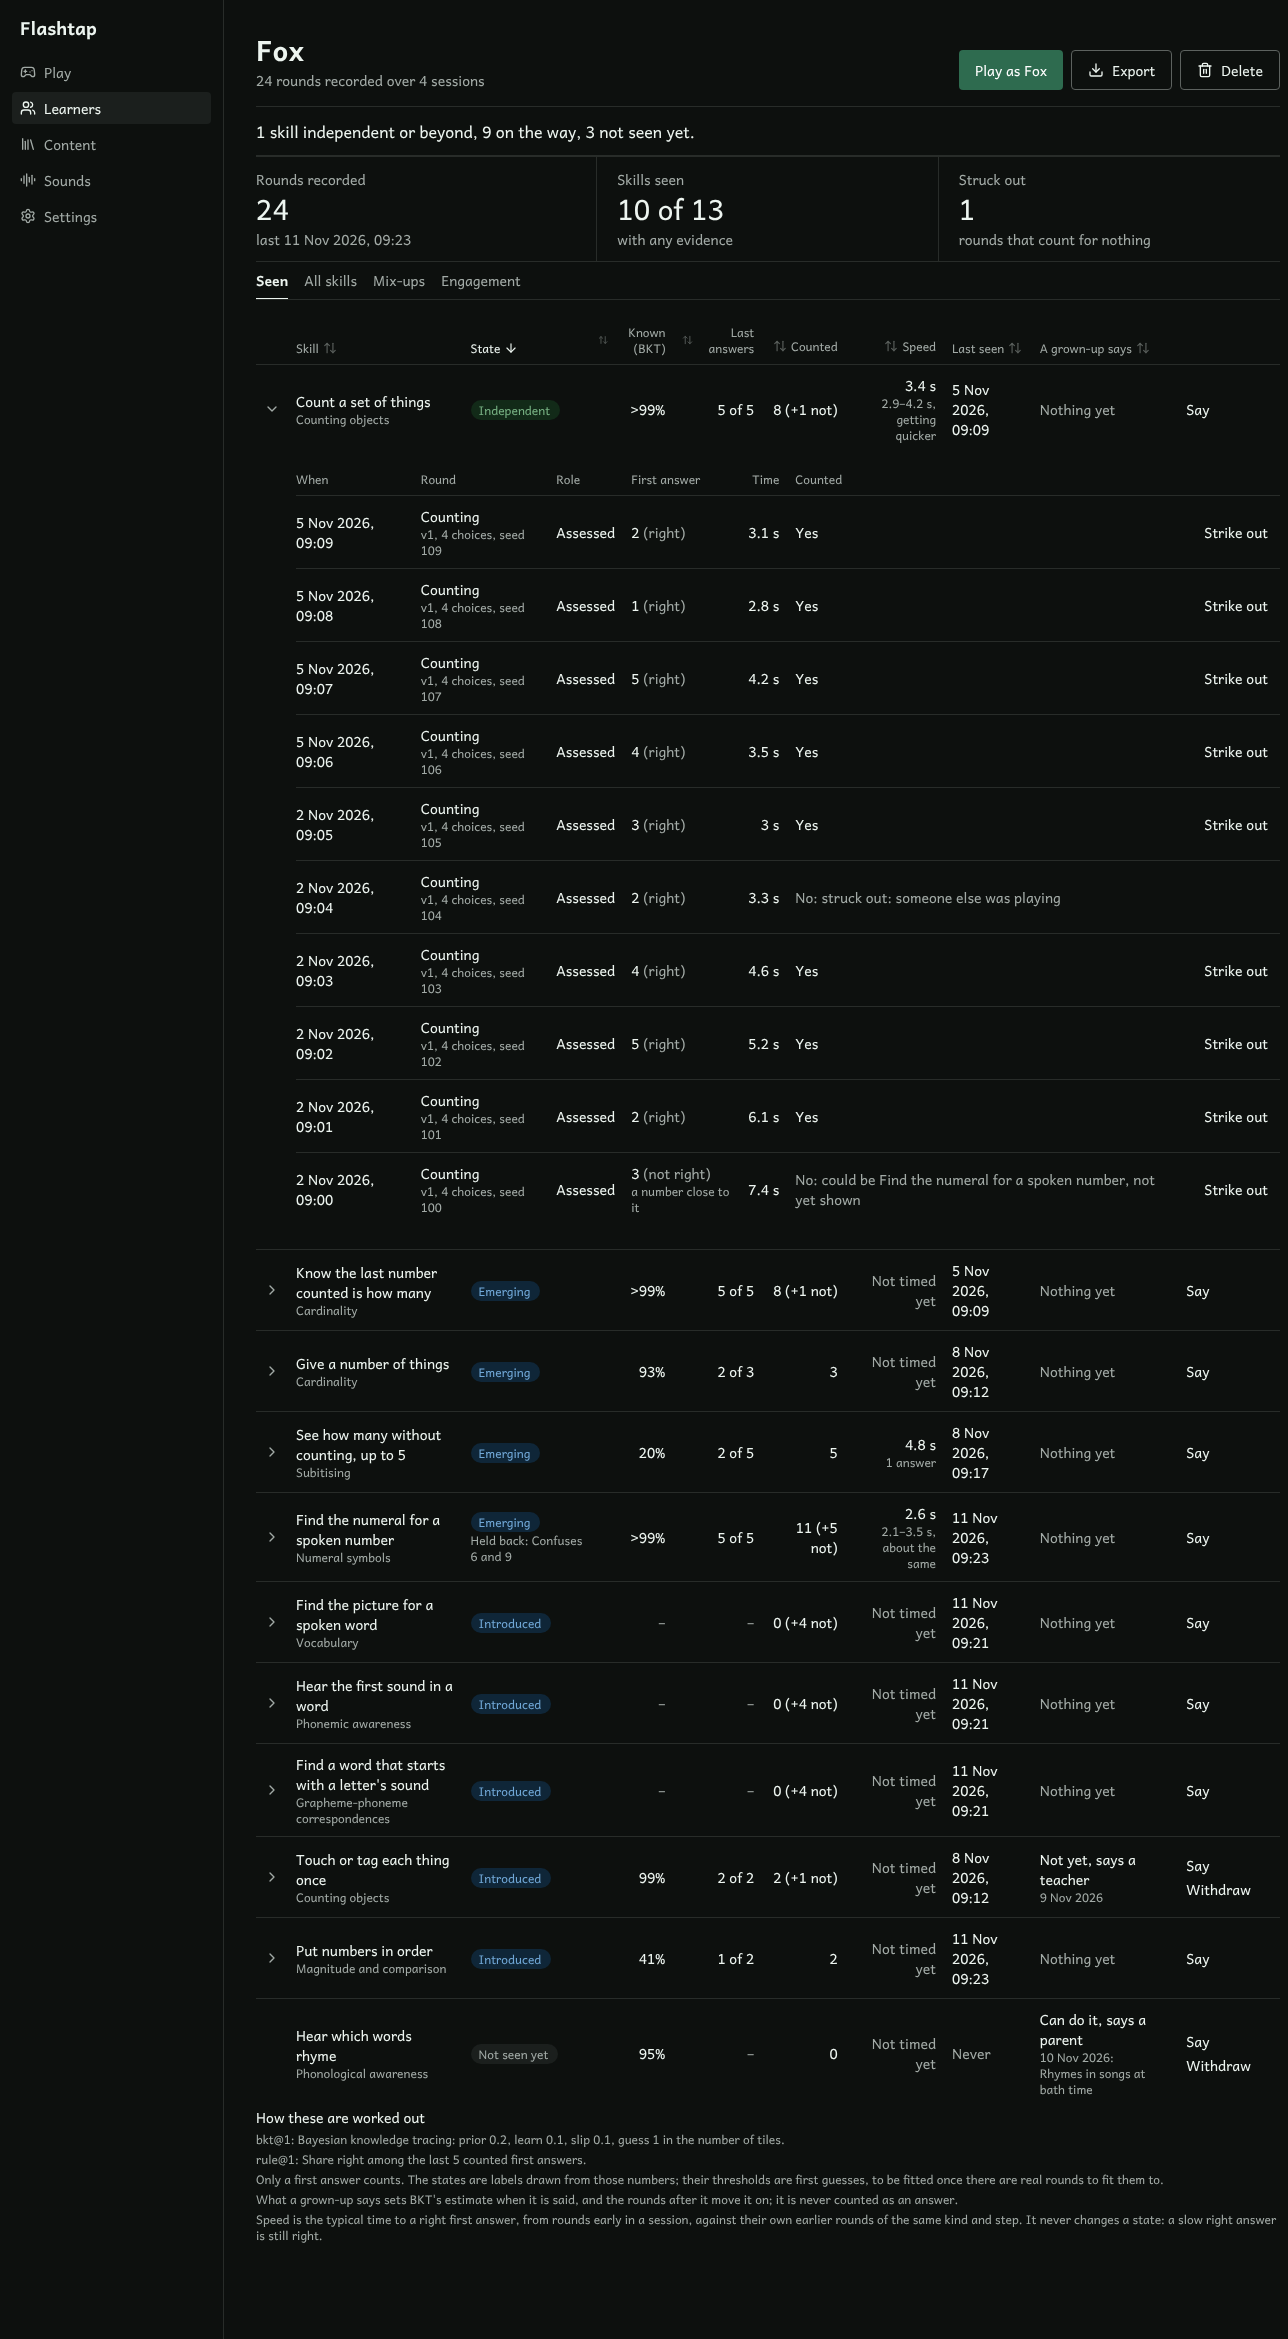 Flashtap
Play
Learners
Content
Sounds
Settings
Fox
24 rounds recorded over 4 sessions
Play as Fox
Export
Delete
1 skill independent or beyond, 9 on the way, 3 not seen yet.
Rounds recorded
24
last 11 Nov 2026, 09:23
Skills seen
10 of 13
with any evidence
Struck out
1
rounds that count for nothing
Seen All skills Mix-ups Engagement
Skill State Known (BKT) Last answers Counted Speed Last seen A grown-up says
Count a set of things
Counting objects
Independent
>99%
5 of 5
8 (+1 not)
3.4 s
2.9–4.2 s,
getting
quicker
5 Nov
2026,
09:09
Nothing yet
Say
When Round Role First answer Time Counted
5 Nov 2026,
09:09
Counting
v1, 4 choices, seed
109
Assessed
2 (right)
3.1 s
Yes
Strike out
5 Nov 2026,
09:08
Counting
v1, 4 choices, seed
108
Assessed
1 (right)
2.8 s
Yes
Strike out
5 Nov 2026,
09:07
Counting
v1, 4 choices, seed
107
Assessed
5 (right)
4.2 s
Yes
Strike out
5 Nov 2026,
09:06
Counting
v1, 4 choices, seed
106
Assessed
4 (right)
3.5 s
Yes
Strike out
2 Nov 2026,
09:05
Counting
v1, 4 choices, seed
105
Assessed
3 (right)
3 s
Yes
Strike out
2 Nov 2026,
09:04
Counting
v1, 4 choices, seed
104
Assessed
2 (right)
3.3 s
No: struck out: someone else was playing
2 Nov 2026,
09:03
Counting
v1, 4 choices, seed
103
Assessed
4 (right)
4.6 s
Yes
Strike out
2 Nov 2026,
09:02
Counting
v1, 4 choices, seed
102
Assessed
5 (right)
5.2 s
Yes
Strike out
2 Nov 2026,
09:01
Counting
v1, 4 choices, seed
101
Assessed
2 (right)
6.1 s
Yes
Strike out
2 Nov 2026,
09:00
Counting
v1, 4 choices, seed
100
Assessed
3 (not right)
a number close to
it
7.4 s
No: could be Find the numeral for a spoken number, not
yet shown
Strike out
Know the last number
counted is how many
Cardinality
Emerging
>99%
5 of 5
8 (+1 not)
Not timed
yet
5 Nov
2026,
09:09
Nothing yet
Say
Give a number of things
Cardinality
Emerging
93%
2 of 3
3
Not timed
yet
8 Nov
2026,
09:12
Nothing yet
Say
See how many without
counting, up to 5
Subitising
Emerging
20%
2 of 5
5
4.8 s
1 answer
8 Nov
2026,
09:17
Nothing yet
Say
Find the numeral for a
spoken number
Numeral symbols
Emerging
Held back: Confuses
6 and 9
>99%
5 of 5
11 (+5
not)
2.6 s
2.1–3.5 s,
about the
same
11 Nov
2026,
09:23
Nothing yet
Say
Find the picture for a
spoken word
Vocabulary
Introduced
–
–
0 (+4 not)
Not timed
yet
11 Nov
2026,
09:21
Nothing yet
Say
Hear the first sound in a
word
Phonemic awareness
Introduced
–
–
0 (+4 not)
Not timed
yet
11 Nov
2026,
09:21
Nothing yet
Say
Find a word that starts
with a letter's sound
Grapheme-phoneme
correspondences
Introduced
–
–
0 (+4 not)
Not timed
yet
11 Nov
2026,
09:21
Nothing yet
Say
Touch or tag each thing
once
Counting objects
Introduced
99%
2 of 2
2 (+1 not)
Not timed
yet
8 Nov
2026,
09:12
Not yet, says a
teacher
9 Nov 2026
Say
Withdraw
Put numbers in order
Magnitude and comparison
Introduced
41%
1 of 2
2
Not timed
yet
11 Nov
2026,
09:23
Nothing yet
Say
Hear which words
rhyme
Phonological awareness
Not seen yet
95%
–
0
Not timed
yet
Never
Can do it, says a
parent
10 Nov 2026:
Rhymes in songs at
bath time
Say
Withdraw
How these are worked out
bkt@1: Bayesian knowledge tracing: prior 0.2, learn 0.1, slip 0.1, guess 1 in the number of tiles.
rule@1: Share right among the last 5 counted first answers.
Only a first answer counts. The states are labels drawn from those numbers; their thresholds are first guesses, to be fitted once there are real rounds to fit them to.
What a grown-up says sets BKT's estimate when it is said, and the rounds after it move it on; it is never counted as an answer.
Speed is the typical time to a right first answer, from rounds early in a session, against their own earlier rounds of the same kind and step. It never changes a state: a slow right answer
is still right.